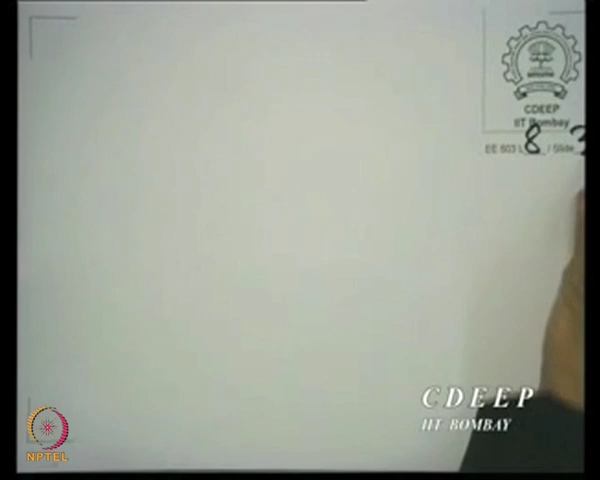 CDEEP
IIT Bombay
EE 603 L 8 / Slide
CDEEP
IIT BOMBAY
NPTEL